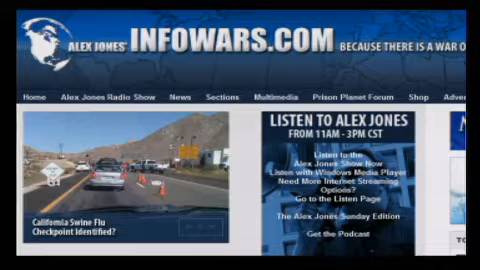 ALEX JONES' INFOWARS.COM BECAUSE THERE IS A WAR O
Home Alex Jones Radio Show News Sections Multimedia Prison Planet Forum Shop Adver
LISTEN TO ALEX JONES
FROM 11AM - 3PM CST
Listen to the
Alex Jones Show Now
Listen with Windows Media Player
Need More Internet Streaming
Options?
Go to the Listen Page
The Alex Jones Sunday Edition
Get the Podcast
California Swine Flu
Checkpoint Identified?
TO